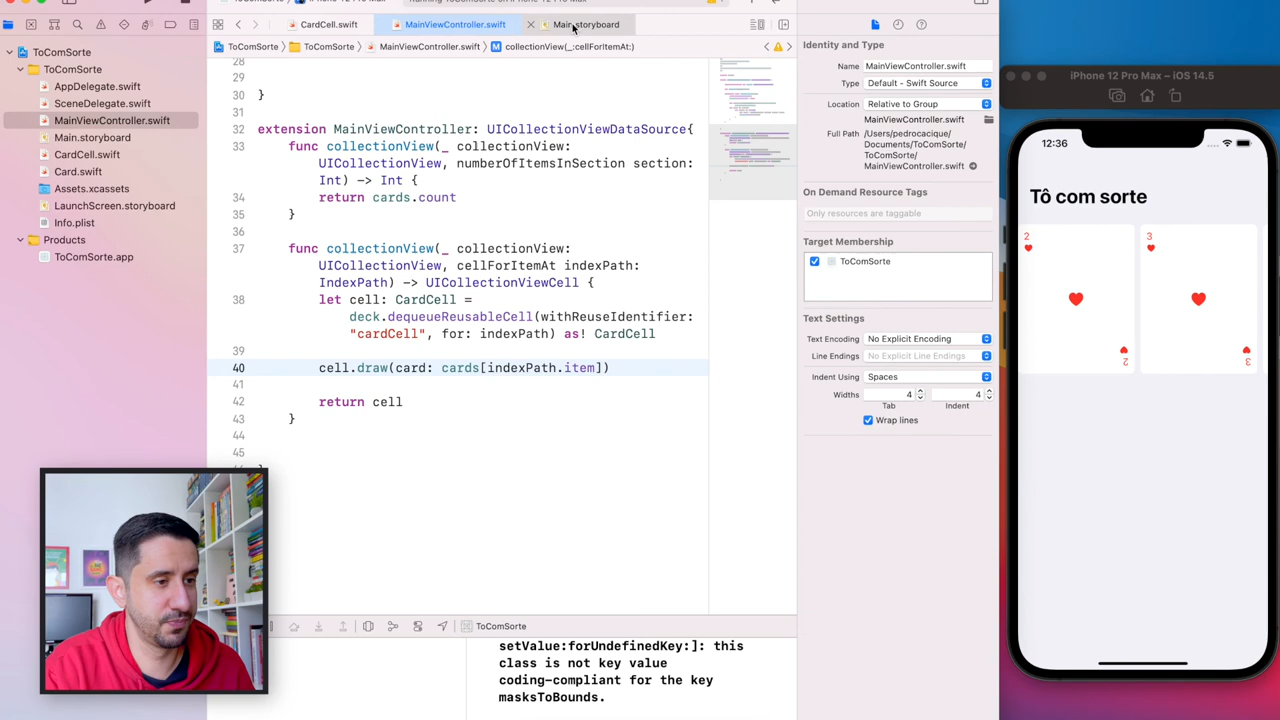 CardCell.swift
MainViewController.swift
Main.storyboard
ToComSorte
ToComSorte
MainViewController.swift
collectionView(_:cellForItemAt:)
ToComSorte
ToComSorte
AppDelegate.swift
SceneDelegate.swift
ViewController.swift
Main.storyboard
CardCell.swift
Card.swift
Assets.xcassets
LaunchScreen.storyboard
Info.plist
Products
ToComSorte.app
28
29
30 }
31
32 extension MainViewController: UICollectionViewDataSource{
33 func collectionView(_ collectionView:
UICollectionView, numberOfItemsInSection section:
Int) -> Int {
34 return cards.count
35 }
36
37 func collectionView(_ collectionView:
UICollectionView, cellForItemAt indexPath:
IndexPath) -> UICollectionViewCell {
38 let cell: CardCell =
deck.dequeueReusableCell(withReuseIdentifier:
"cardCell", for: indexPath) as! CardCell
39
40 cell.draw(card: cards[indexPath.item])
41
42 return cell
43 }
44
ToComSorte
setValue:forUndefinedKey:]: this
class is not key value
coding-compliant for the key
masksToBounds.
Identity and Type
Name MainViewController.swift
Type Default - Swift Source
Location Relative to Group
MainViewController.swift
Full Path /Users/pedrocacique/
Documents/ToComSorte/
ToComSorte/
MainViewController.swift
On Demand Resource Tags
Only resources are taggable
Target Membership
ToComSorte
Text Settings
Text Encoding No Explicit Encoding
Line Endings No Explicit Line Endings
Indent Using Spaces
Widths 4 4
Tab Indent
Wrap lines
iPhone 12 Pro Max – iOS 14.5
12:36
Tô com sorte
2 3
2 3